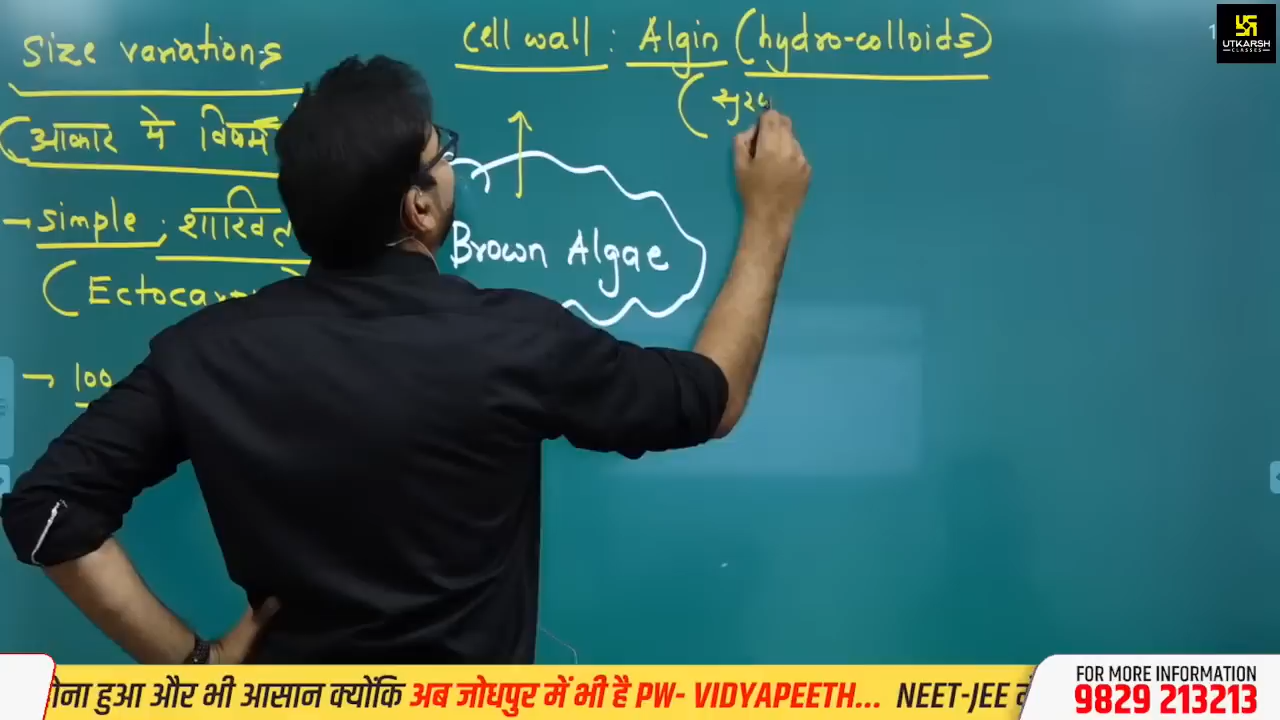 Size variations
(आकार में विषम
→ simple : शारिवि
(Ectocar
→ 100
cell wall : Algin (hydro-colloids)
(सुर
Brown Algae
UTKARSH
CLASSES
होना हुआ और भी आसान क्योंकि अब जोधपुर में भी है PW- VIDYAPEETH... NEET-JEE
FOR MORE INFORMATION
9829 213213